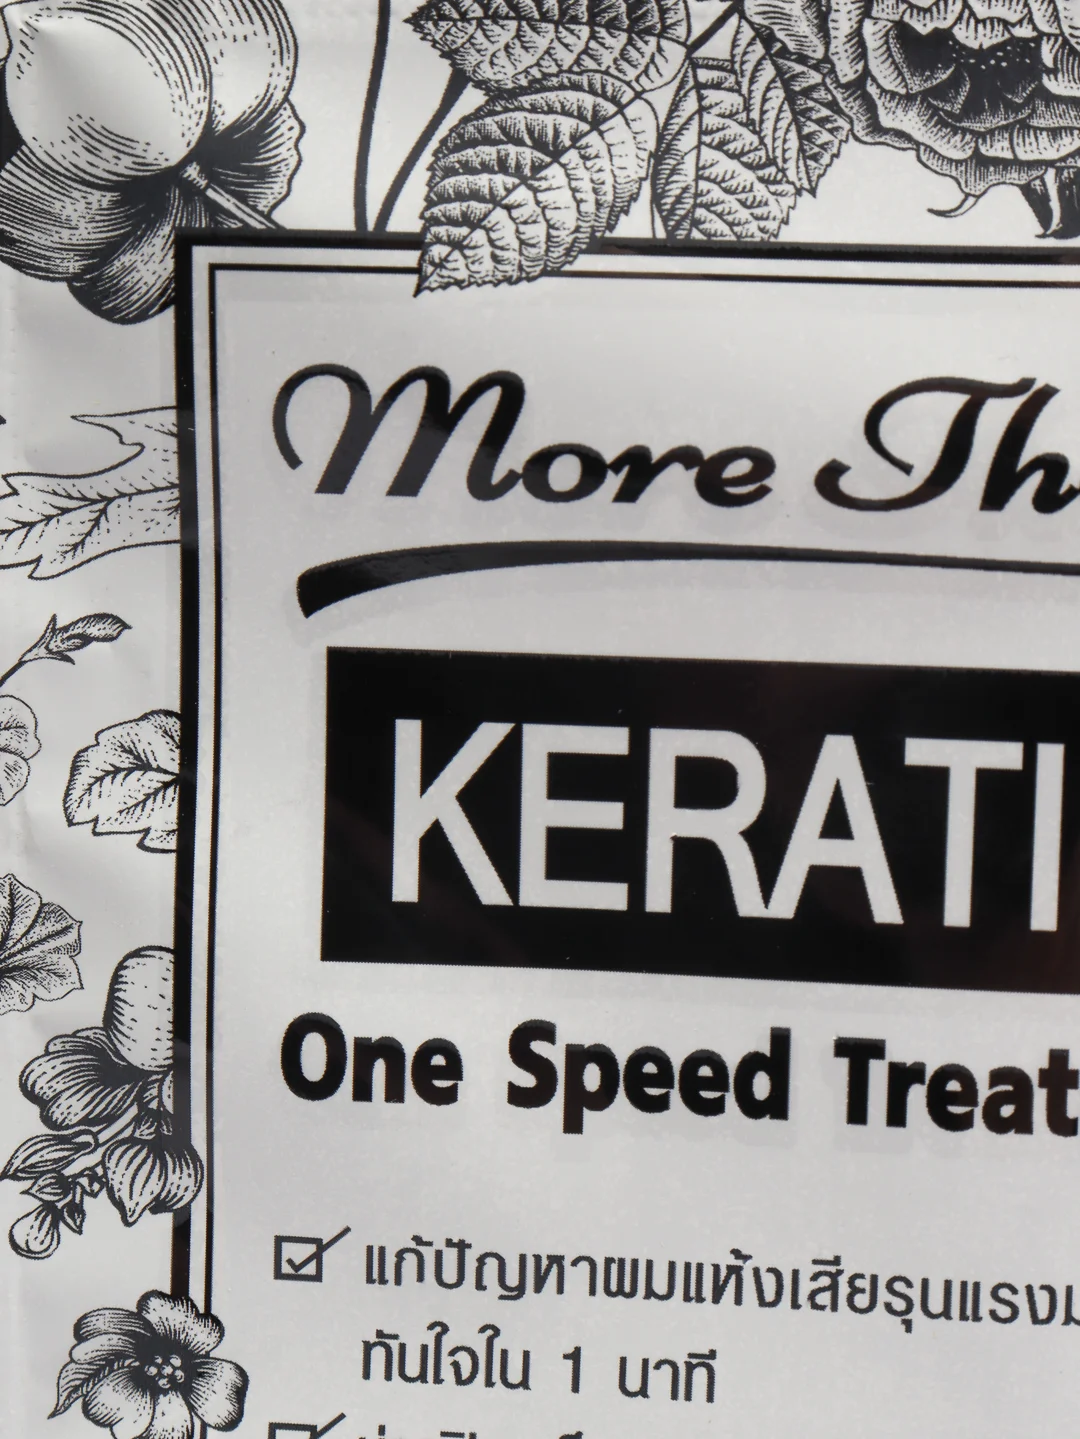 More Th
KERATI
One Speed Treat
แก้ปัญหาผมแห้งเสียรุนแรง
ทันใจใน 1 นาที